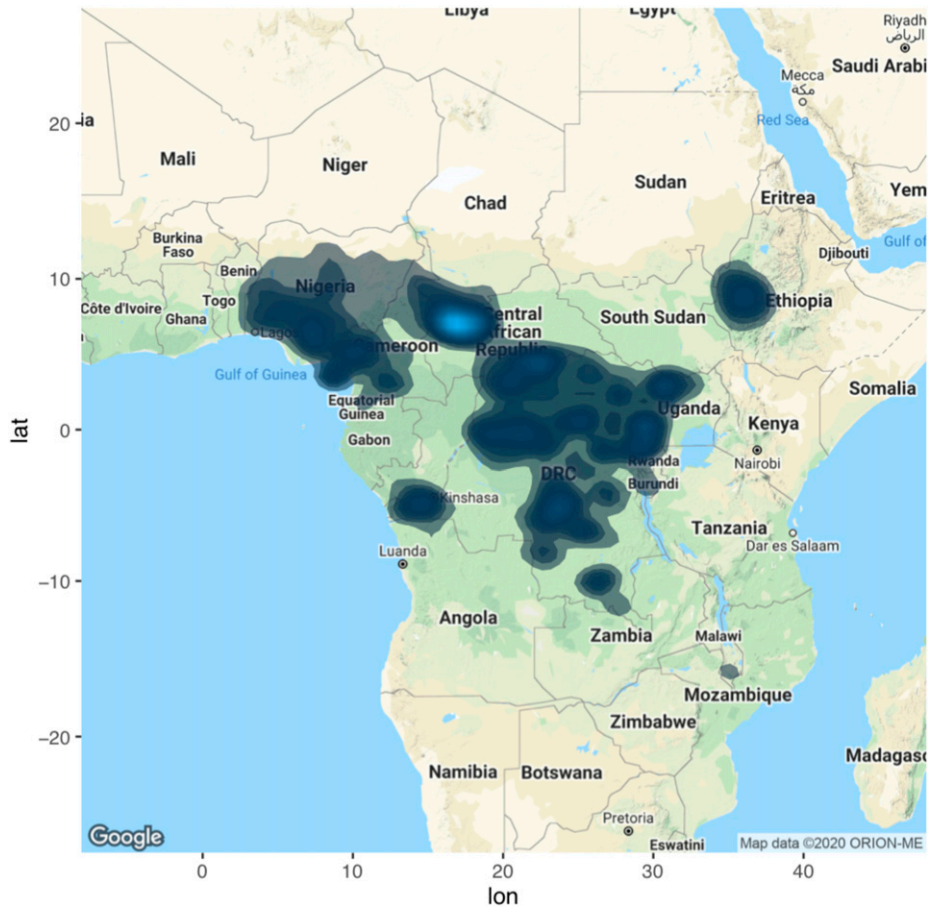 Libya
Egypt
Riyadh
الرياض
Saudi Arabi
Mecca
مكة
Red Sea
20
ia
Mali
Niger
Chad
Sudan
Eritrea
Yem
Burkina
Faso
Djibouti
Gulf of
Benin
10
Nigeria
Ethiopia
Togo
Côte d'Ivoire
Ghana
Lagos
Central
African
Republic
South Sudan
Cameroon
Gulf of Guinea
Equatorial
Guinea
Somalia
Uganda
Kenya
0
Gabon
Nairobi
Rwanda
DRC
Burundi
Kinshasa
Tanzania
Dar es Salaam
Luanda
−10
Angola
Zambia
Malawi
Mozambique
Zimbabwe
−20
Madagasc
Namibia
Botswana
Pretoria
Eswatini
Google
Map data ©2020 ORION-ME
0
10
20
30
40
lon
lat